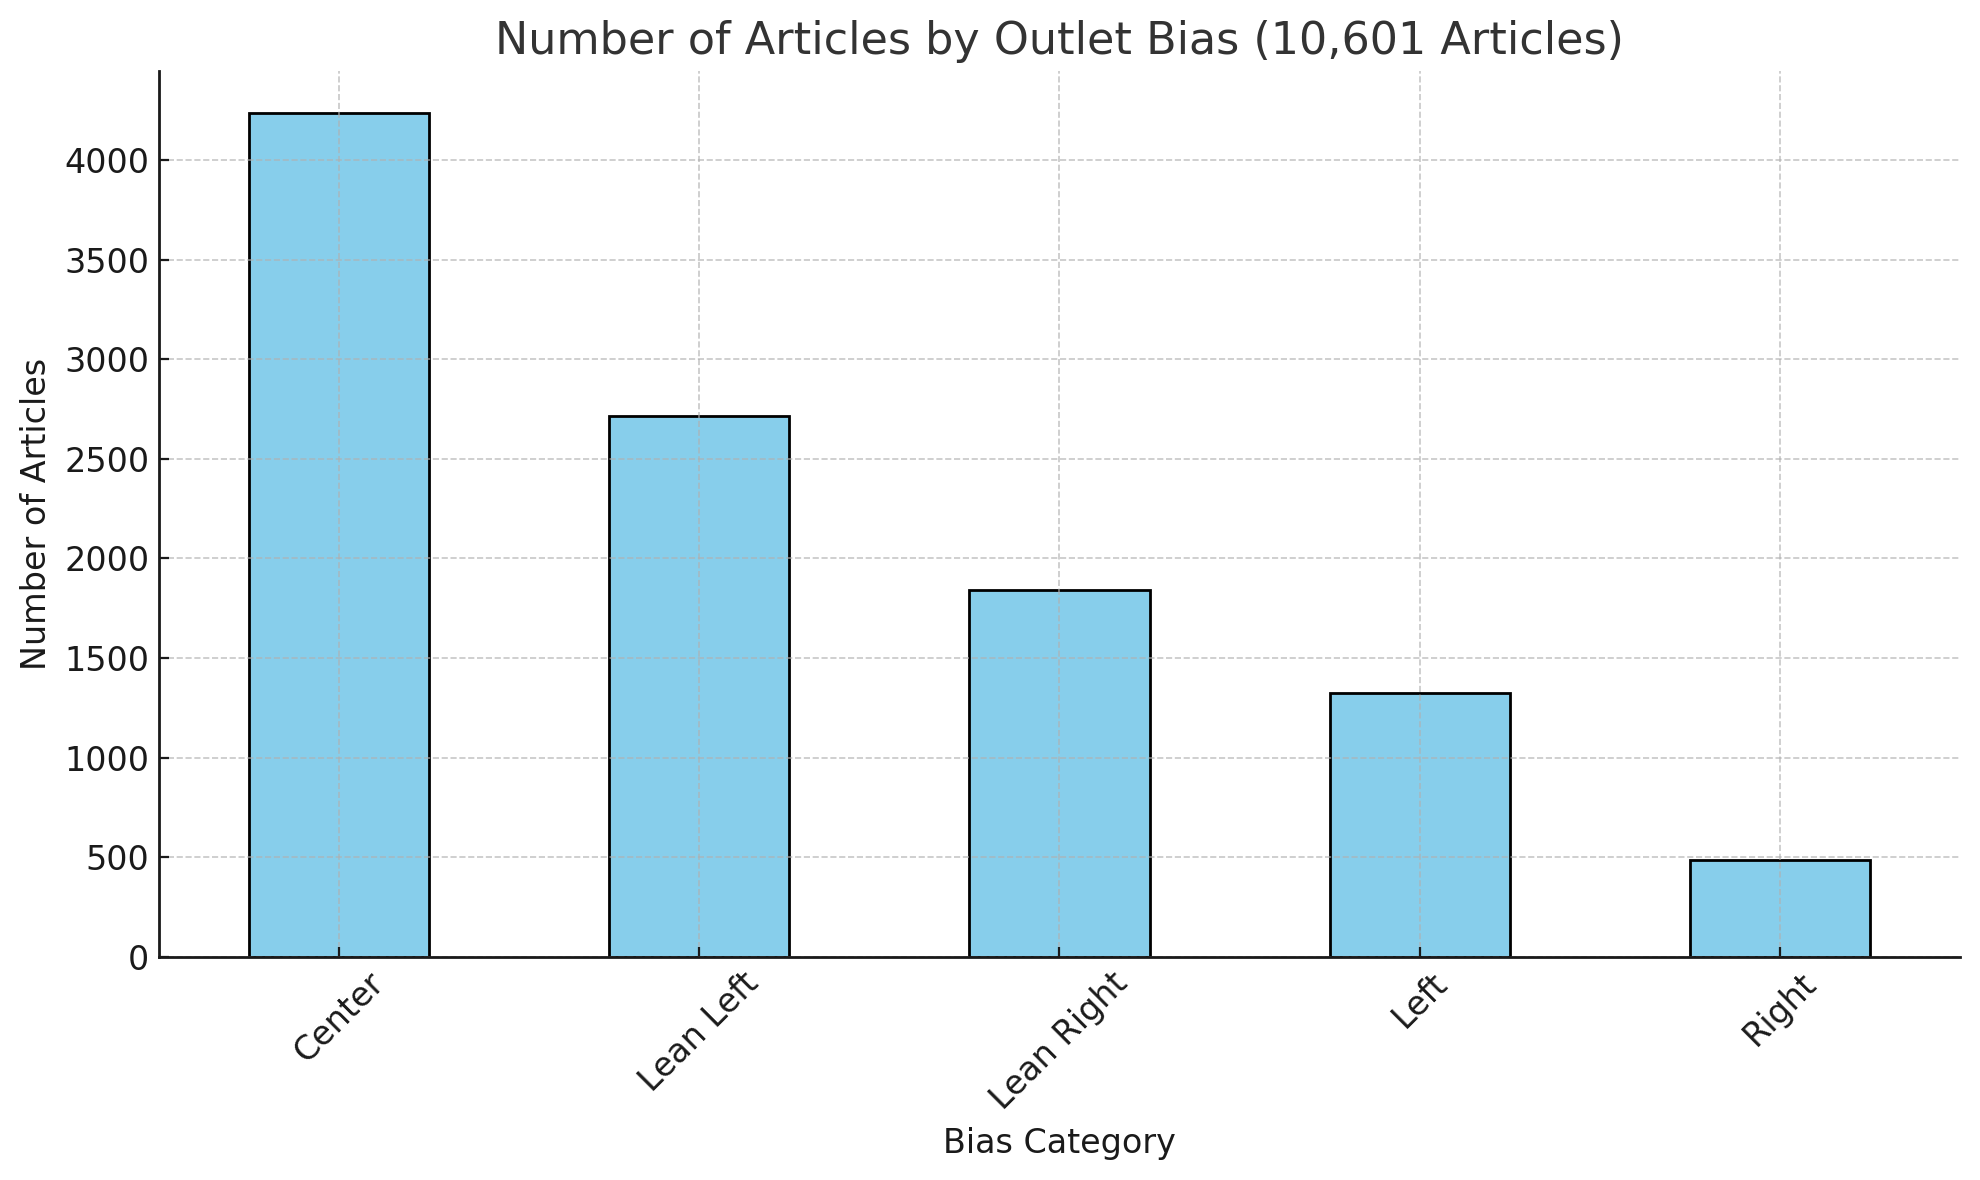 Number of Articles by Outlet Bias (10,601 Articles)
Number of Articles
4000
3500
3000
2500
2000
1500
1000
500
0
Center
Lean Left
Lean Right
Left
Right
Bias Category